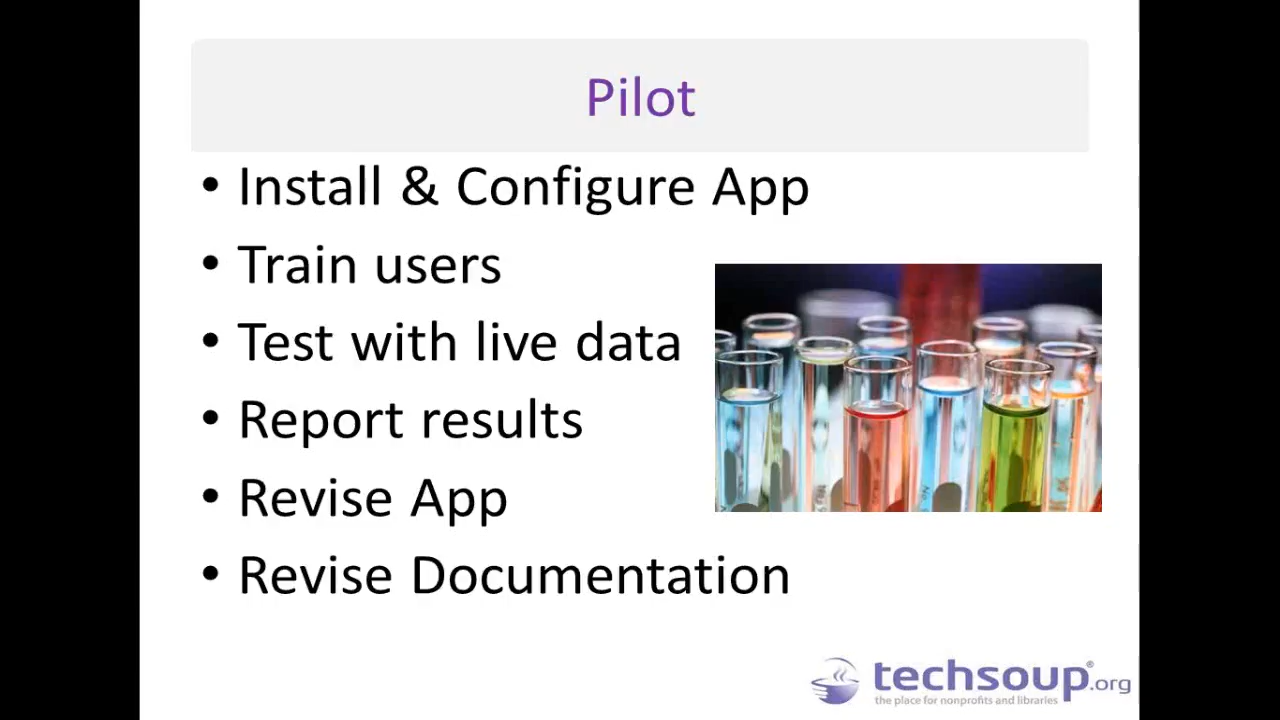 Pilot
• Install & Configure App
• Train users
• Test with live data
• Report results
• Revise App
• Revise Documentation
techsoup®.org
the place for nonprofits and libraries